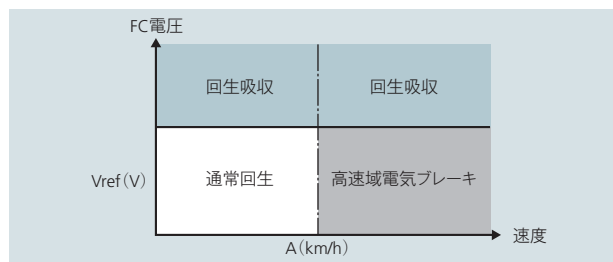 FC電圧
回生吸収 回生吸収
Vref（V） 通常回生 高速域電気ブレーキ
速度
A（km/h）